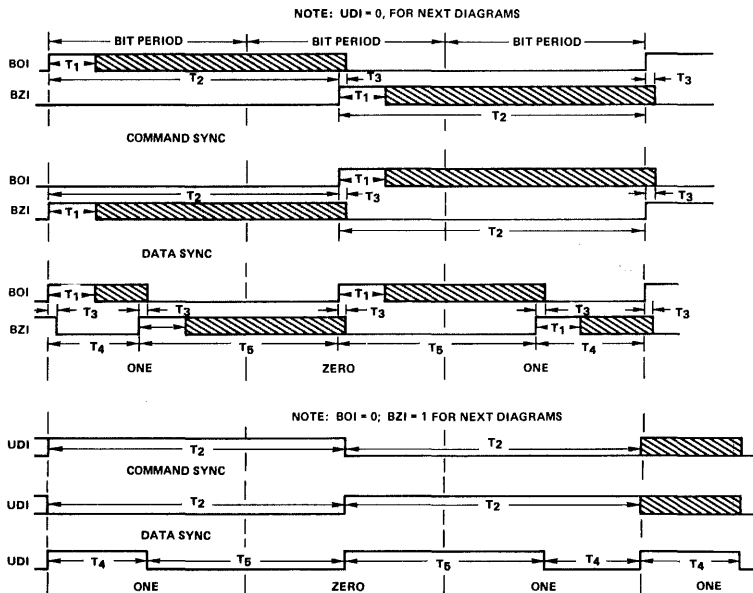 NOTE: UDI = 0, FOR NEXT DIAGRAMS
BIT PERIOD BIT PERIOD BIT PERIOD
BOI T1 T2 T3 T3
BZI T1 T2
COMMAND SYNC
BOI T1 T2 T3 T3
BZI T1 T2
DATA SYNC
BOI T1 T1
T3 T3 T3 T3 T3
BZI T1
T4 T5 T5 T4
ONE ZERO ONE
NOTE: BOI = 0; BZI = 1 FOR NEXT DIAGRAMS
UDI T2 T2
COMMAND SYNC
UDI T2 T2
DATA SYNC
UDI T4 T5 T5 T4 T4
ONE ZERO ONE ONE